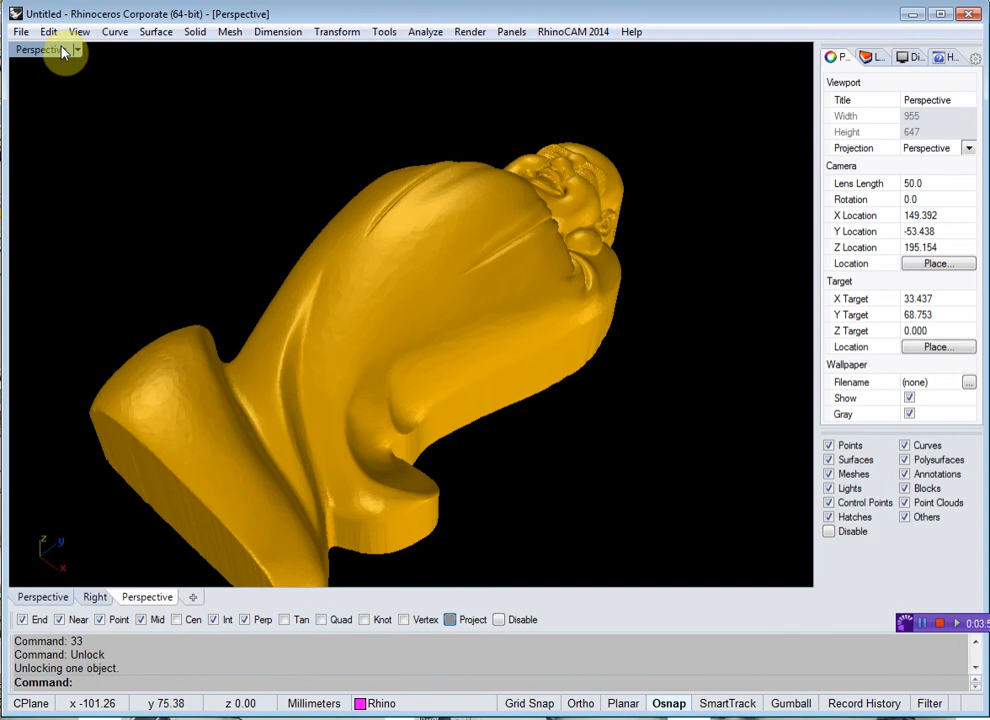 Untitled - Rhinoceros Corporate (64-bit) - [Perspective]
File Edit View Curve Surface Solid Mesh Dimension Transform Tools Analyze Render Panels RhinoCAM 2014 Help
Perspective
P... L... Di... H...
Viewport
Title Perspective
Width 955
Height 647
Projection Perspective
Camera
Lens Length 50.0
Rotation 0.0
X Location 149.392
Y Location -53.438
Z Location 195.154
Location Place...
Target
X Target 33.437
Y Target 68.753
Z Target 0.000
Location Place...
Wallpaper
Filename (none) ...
Show
Gray
Points Curves
Surfaces Polysurfaces
Meshes Annotations
Lights Blocks
Control Points Point Clouds
Hatches Others
Disable
z y x
Perspective Right Perspective
End Near Point Mid Cen Int Perp Tan Quad Knot Vertex Project Disable
0:03:5
Command: 33
Command: Unlock
Unlocking one object.
Command:
CPlane x -101.26 y 75.38 z 0.00 Millimeters Rhino Grid Snap Ortho Planar Osnap SmartTrack Gumball Record History Filter